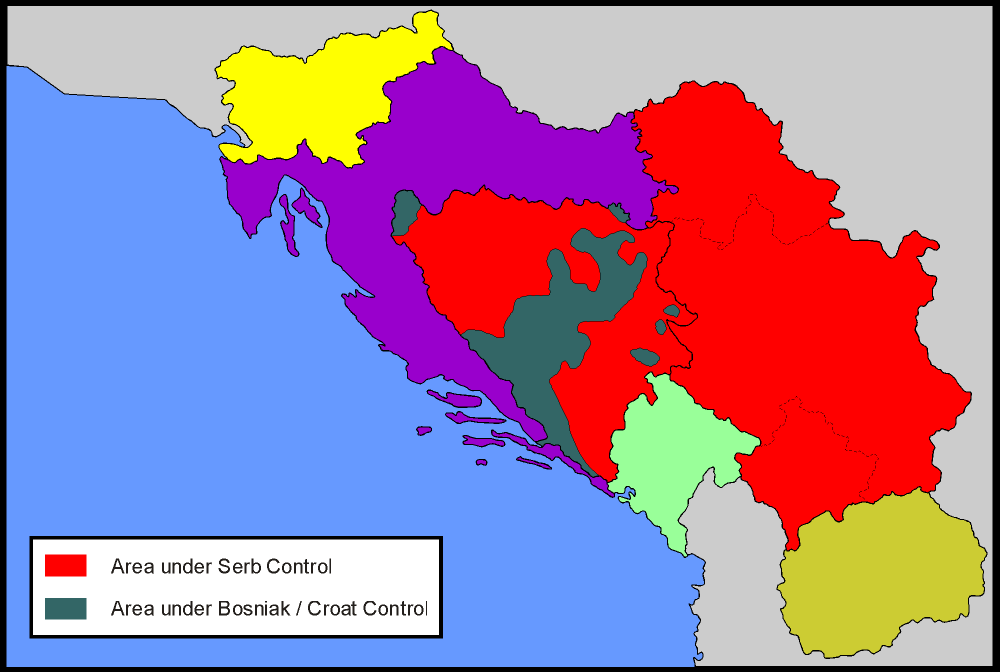 Area under Serb Control
Area under Bosniak / Croat Control